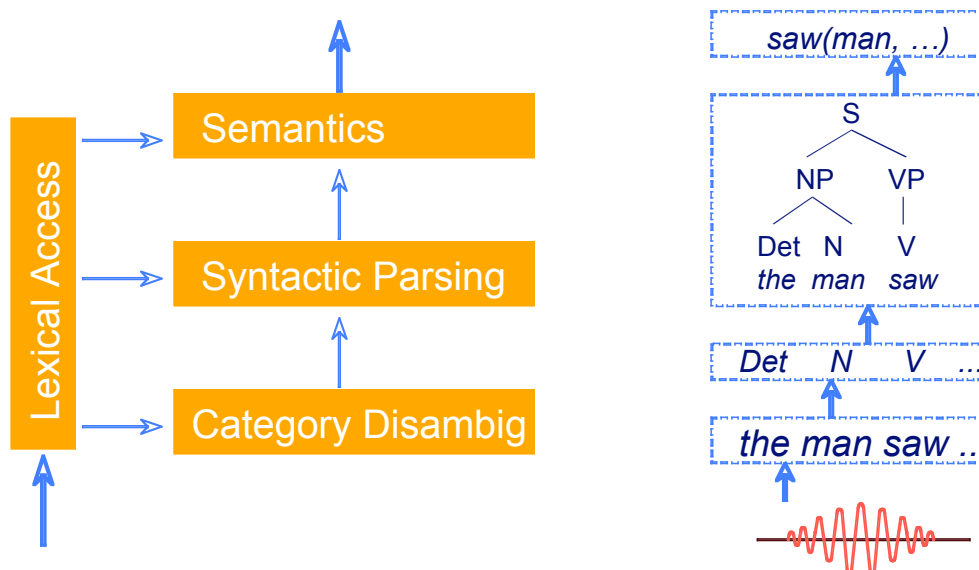 Lexical Access
Semantics
Syntactic Parsing
Category Disambig
saw(man, …)
S
NP VP
Det N V
the man saw
Det N V ...
the man saw ..